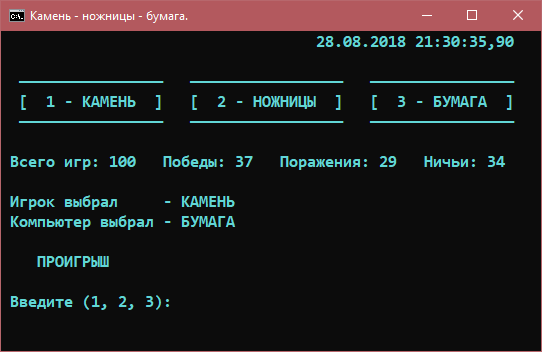 Камень - ножницы - бумага.
28.08.2018 21:30:35,90
[ 1 - КАМЕНЬ ] [ 2 - НОЖНИЦЫ ] [ 3 - БУМАГА ]
Всего игр: 100 Победы: 37 Поражения: 29 Ничьи: 34
Игрок выбрал - КАМЕНЬ
Компьютер выбрал - БУМАГА
ПРОИГРЫШ
Введите (1, 2, 3):